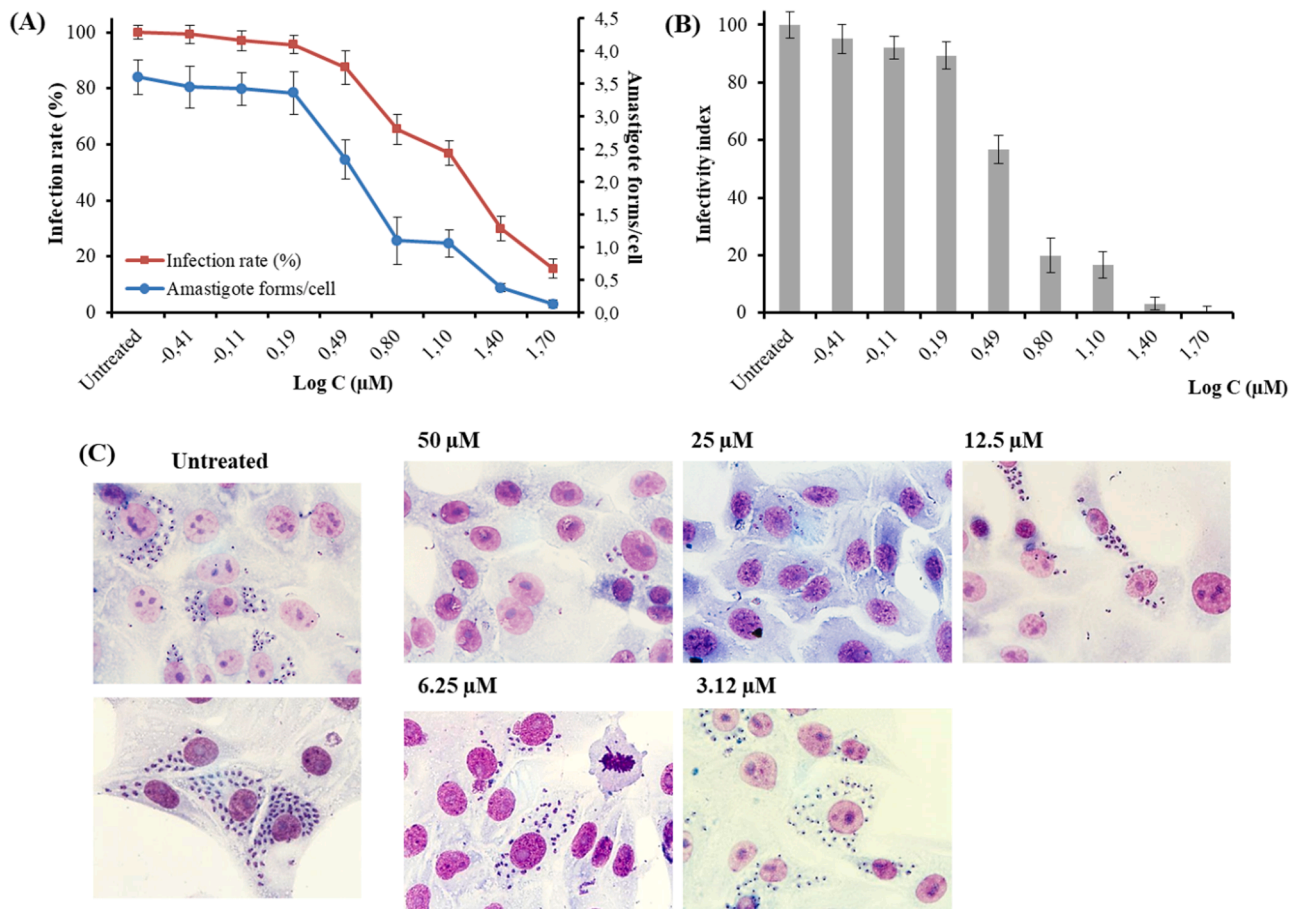 (A)
100
80
60
40
20
0
Infection rate (%)
4,5
4,0
3,5
3,0
2,5
2,0
1,5
1,0
0,5
0,0
Amastigote forms/cell
Infection rate (%)
Amastigote forms/cell
Untreated
-0,41
-0,11
0,19
0,49
0,80
1,10
1,40
1,70
Log C (µM)
(B)
100
80
60
40
20
0
Infectivity index
Untreated
-0,41
-0,11
0,19
0,49
0,80
1,10
1,40
1,70
Log C (µM)
(C)
Untreated
50 µM
25 µM
12.5 µM
6.25 µM
3.12 µM